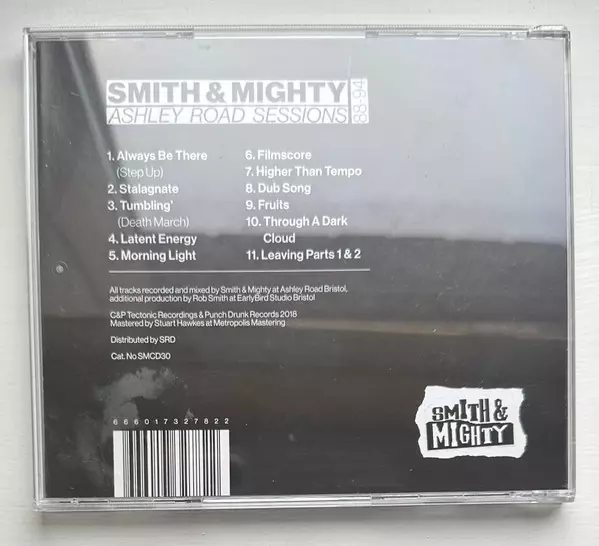 SMITH & MIGHTY
ASHLEY ROAD SESSIONS
88-94
1. Always Be There
(Step Up)
2. Stalagnate
3. Tumbling'
(Death March)
4. Latent Energy
5. Morning Light
6. Filmscore
7. Higher Than Tempo
8. Dub Song
9. Fruits
10. Through A Dark
Cloud
11. Leaving Parts 1 & 2
All tracks recorded and mixed by Smith & Mighty at Ashley Road Bristol,
additional production by Rob Smith at EarlyBird Studio Bristol
C&P Tectonic Recordings & Punch Drunk Records 2018
Mastered by Stuart Hawkes at Metropolis Mastering
Distributed by SRD
Cat. No SMCD30
666017327822
SMITH &
MIGHTY